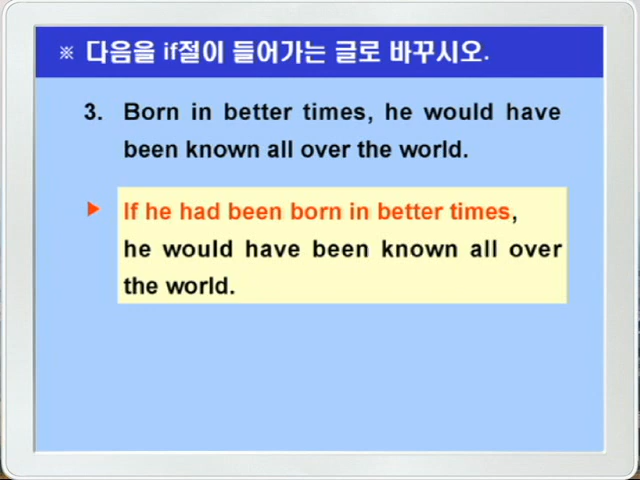 ※ 다음을 if절이 들어가는 글로 바꾸시오.
3. Born in better times, he would have
been known all over the world.
▶ If he had been born in better times,
he would have been known all over
the world.